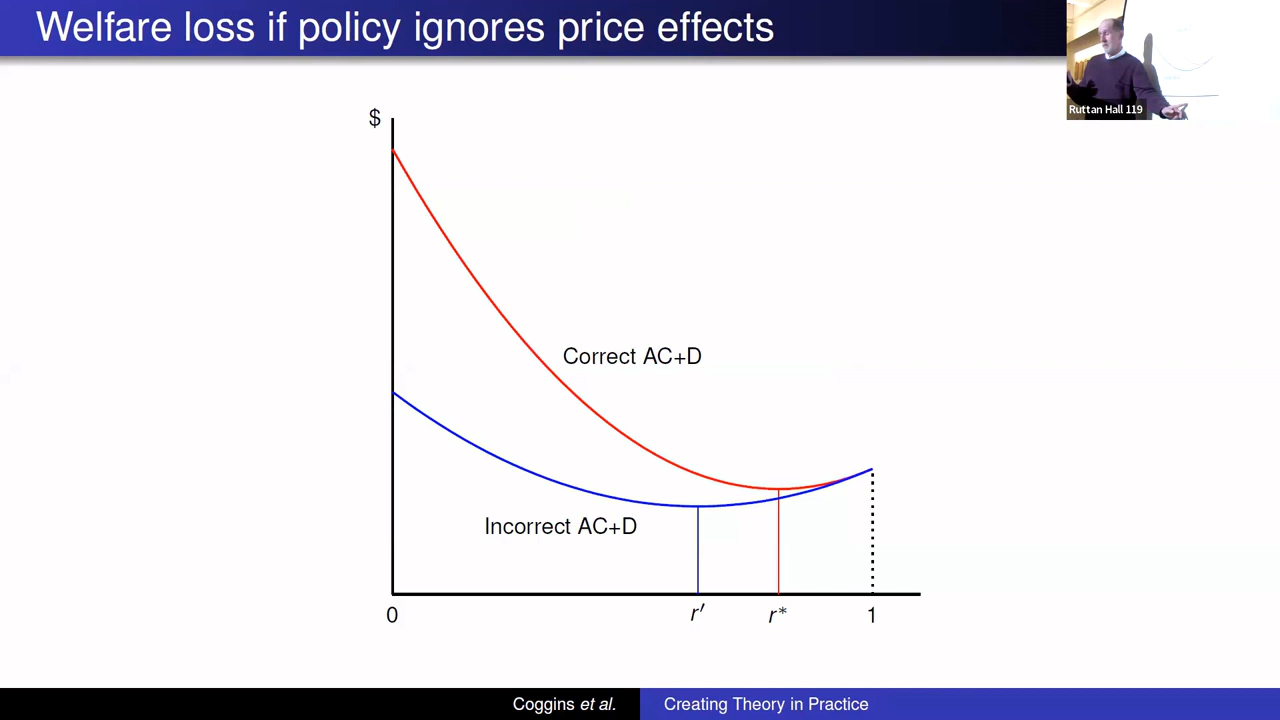 Welfare loss if policy ignores price effects
Ruttan Hall 119
$
Correct AC+D
Incorrect AC+D
0
r′
r*
1
Coggins et al.
Creating Theory in Practice